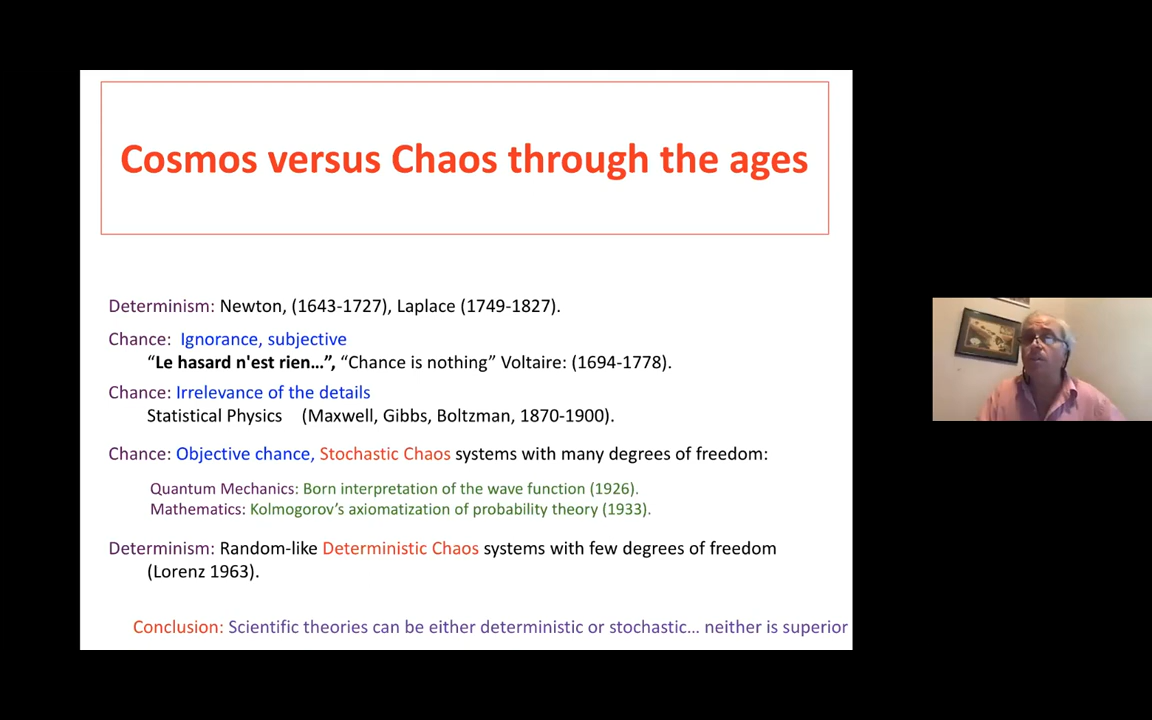 Cosmos versus Chaos through the ages
Determinism: Newton, (1643-1727), Laplace (1749-1827).
Chance: Ignorance, subjective
“Le hasard n'est rien…”, “Chance is nothing” Voltaire: (1694-1778).
Chance: Irrelevance of the details
Statistical Physics (Maxwell, Gibbs, Boltzman, 1870-1900).
Chance: Objective chance, Stochastic Chaos systems with many degrees of freedom:
Quantum Mechanics: Born interpretation of the wave function (1926).
Mathematics: Kolmogorov’s axiomatization of probability theory (1933).
Determinism: Random-like Deterministic Chaos systems with few degrees of freedom
(Lorenz 1963).
Conclusion: Scientific theories can be either deterministic or stochastic… neither is superior